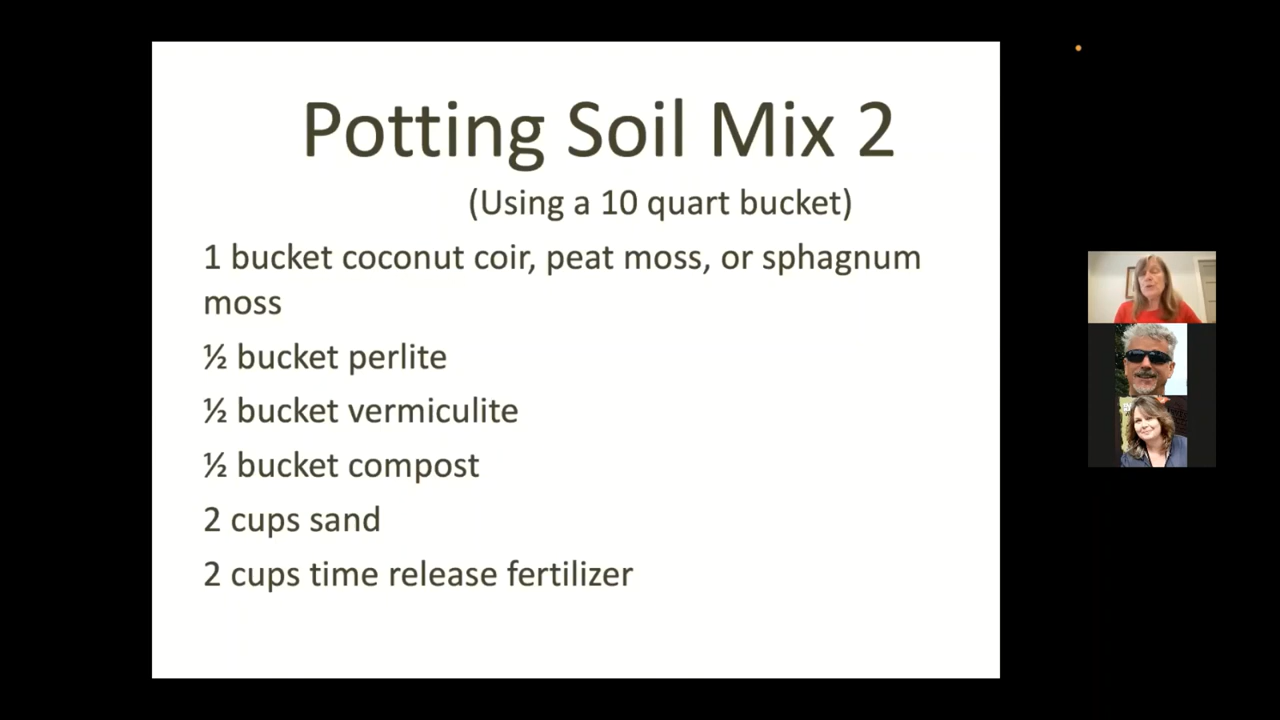 Potting Soil Mix 2
(Using a 10 quart bucket)
1 bucket coconut coir, peat moss, or sphagnum
moss
½ bucket perlite
½ bucket vermiculite
½ bucket compost
2 cups sand
2 cups time release fertilizer